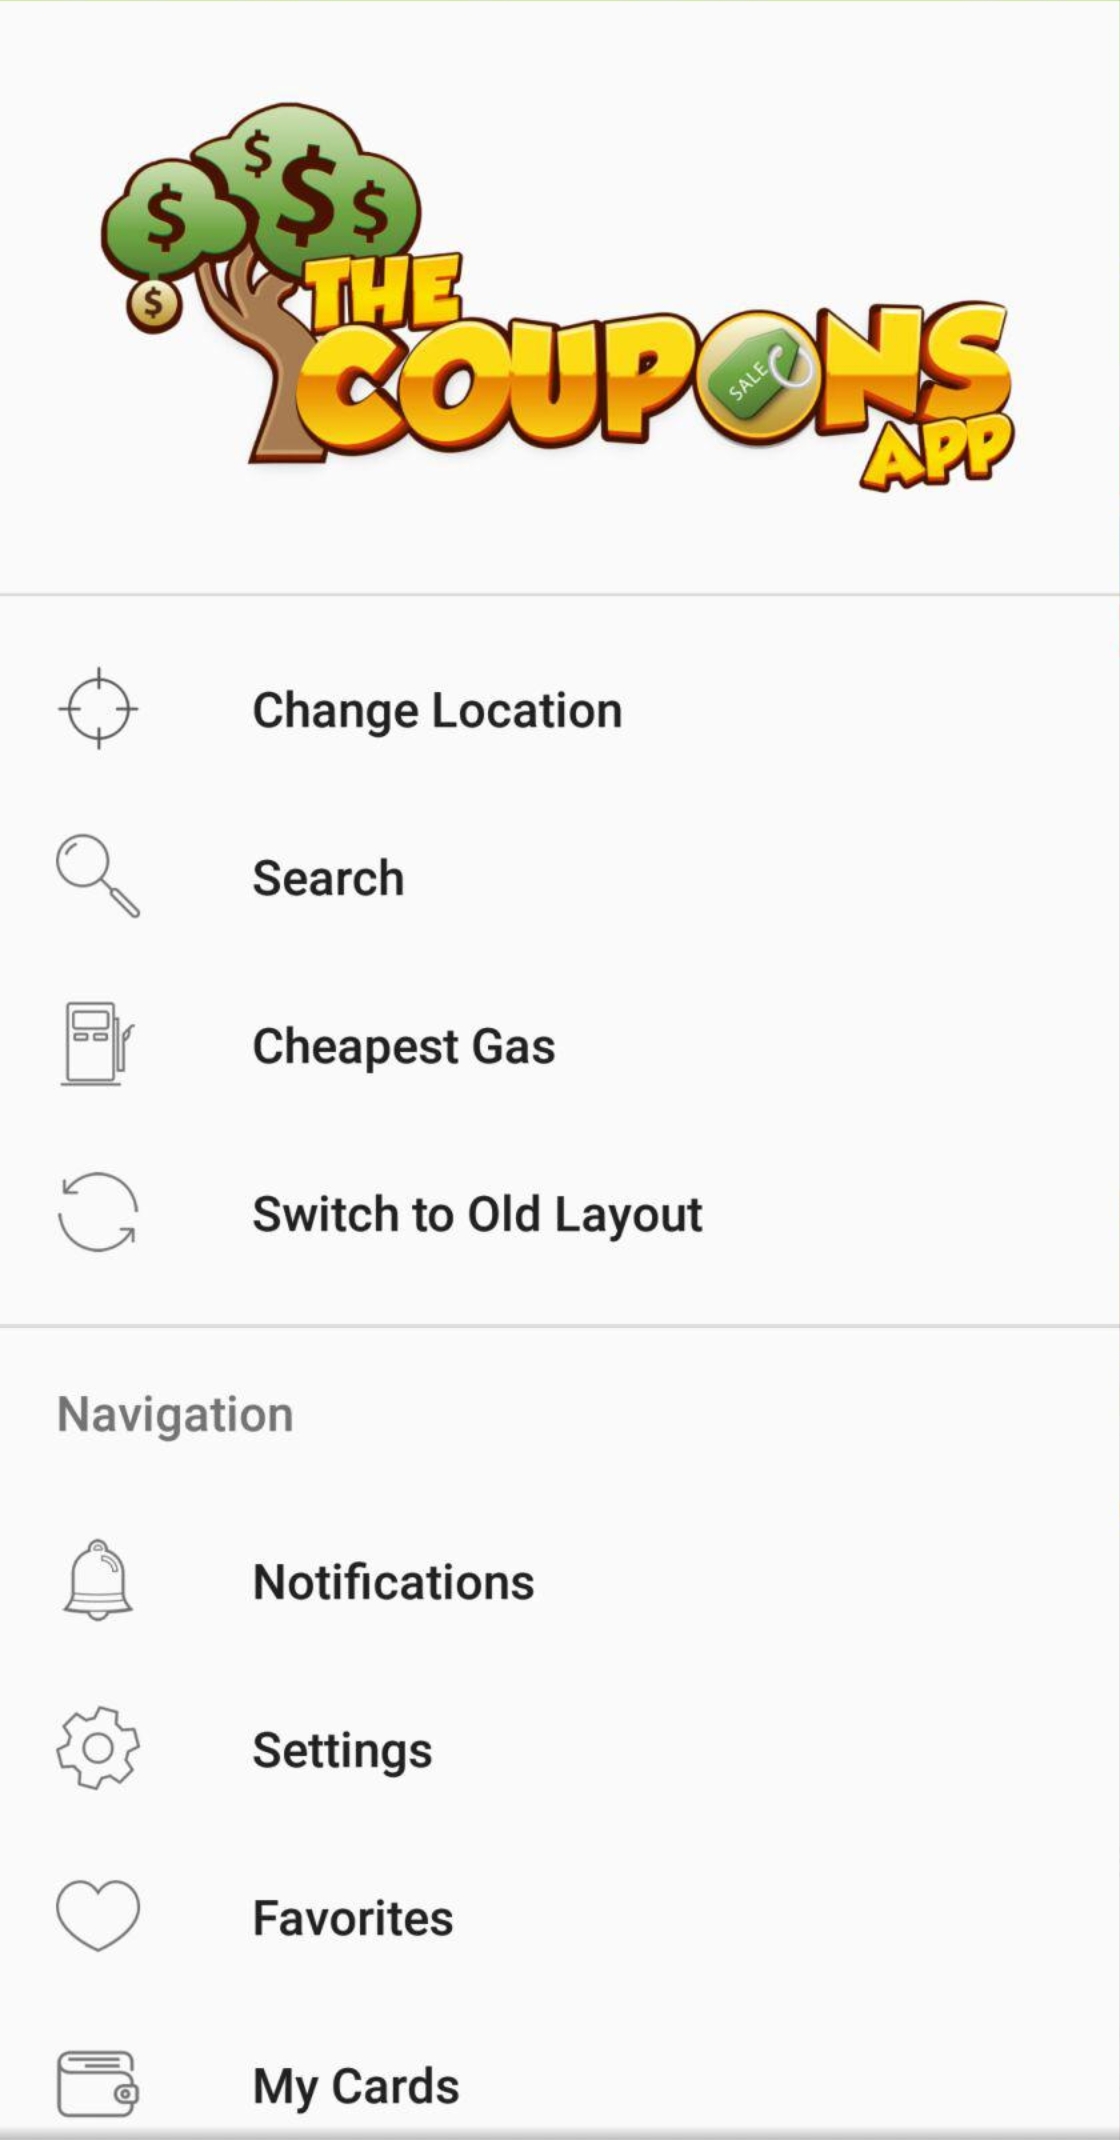 $ $ $ $
$
THE
COUPONS
SALE
APP
Change Location
Search
Cheapest Gas
Switch to Old Layout
Navigation
Notifications
Settings
Favorites
My Cards